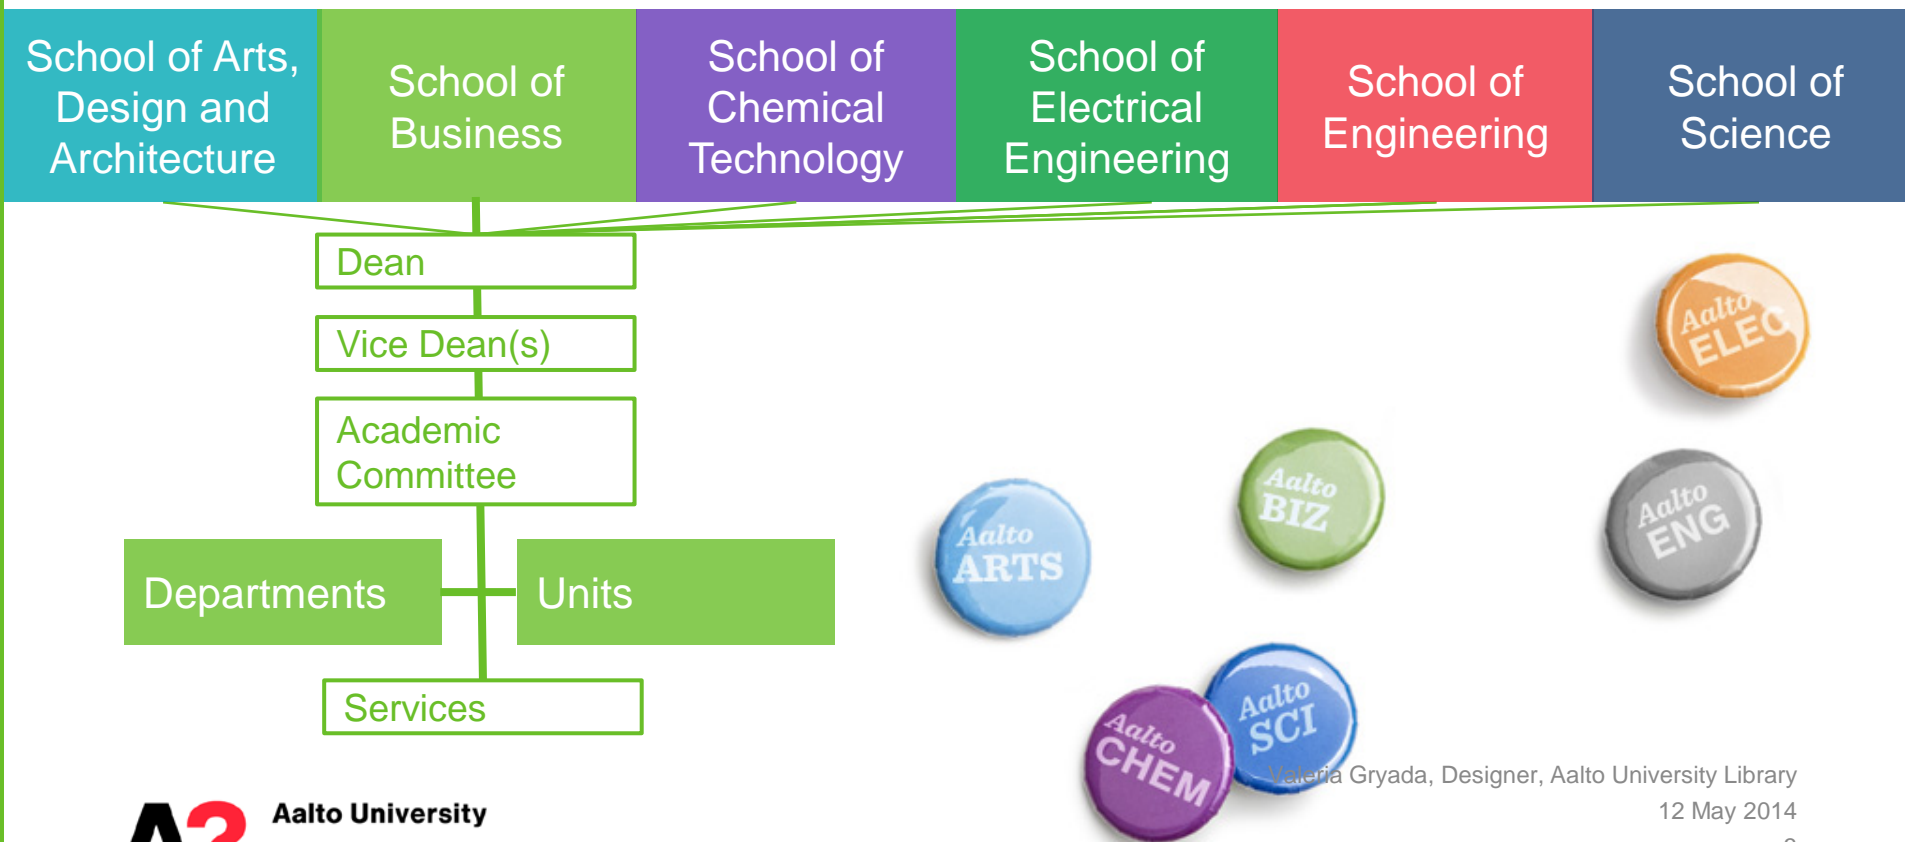 School of Arts,
Design and
Architecture
School of
Business
School of
Chemical
Technology
School of
Electrical
Engineering
School of
Engineering
School of
Science
Dean
Vice Dean(s)
Academic
Committee
Departments
Units
Services
Aalto
ELEC
Aalto
BIZ
Aalto
ENG
Aalto
ARTS
Aalto
SCI
Aalto
CHEM
Valeria Gryada, Designer, Aalto University Library
12 May 2014
Aalto University